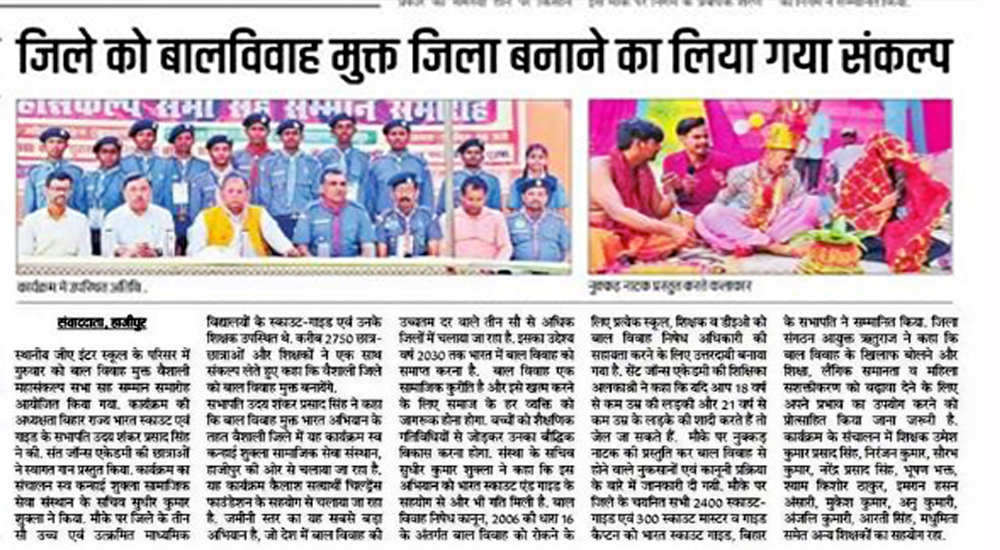 जिले को बालविवाह मुक्त जिला बनाने का लिया गया संकल्प
महासंकल्प सभा सह सम्मान समारोह
कार्यक्रम में उपस्थित अतिथि .
नुक्कड़ नाटक प्रस्तुत करते कलाकार
संवाददाता, हाजीपुर
स्थानीय जीए इंटर स्कूल के परिसर में
गुरुवार को बाल विवाह मुक्त वैशाली
महासंकल्प सभा सह सम्मान समारोह
आयोजित किया गया. कार्यक्रम की
अध्यक्षता बिहार राज्य भारत स्काउट एवं
गाइड के सभापति उदय शंकर प्रसाद सिंह
ने की. संत जॉन्स एकेडमी की छात्राओं
ने स्वागत गान प्रस्तुत किया. कार्यक्रम का
संचालन स्व कन्हाई शुक्ला सामाजिक
सेवा संस्थान के सचिव सुधीर कुमार
शुक्ला ने किया. मौके पर जिले के तीन
सौ उच्च एवं उत्क्रमित माध्यमिक
विद्यालयों के स्काउट-गाइड एवं उनके
शिक्षक उपस्थित थे. करीब 2750 छात्र-
छात्राओं और शिक्षकों ने एक साथ
संकल्प लेते हुए कहा कि वैशाली जिले
को बाल विवाह मुक्त बनायेंगे.
सभापति उदय शंकर प्रसाद सिंह ने कहा
कि बाल विवाह मुक्त भारत अभियान के
तहत वैशाली जिले में यह कार्यक्रम स्व
कन्हाई शुक्ला सामाजिक सेवा संस्थान,
हाजीपुर की ओर से चलाया जा रहा है.
यह कार्यक्रम कैलाश सत्यार्थी चिल्ड्रेंस
फाउंडेशन के सहयोग से चलाया जा रहा
है. जमीनी स्तर का यह सबसे बड़ा
अभियान है, जो देश में बाल विवाह की
उच्चतम दर वाले तीन सौ से अधिक
जिलों में चलाया जा रहा है. इसका उद्देश्य
वर्ष 2030 तक भारत में बाल विवाह को
समाप्त करना है. बाल विवाह एक
सामाजिक कुरीति है और इसे खत्म करने
के लिए समाज के हर व्यक्ति को
जागरूक होना होगा. बच्चों को शैक्षणिक
गतिविधियों से जोड़कर उनका बौद्धिक
विकास करना होगा. संस्था के सचिव
सुधीर कुमार शुक्ला ने कहा कि इस
अभियान को भारत स्काउट एंड गाइड के
सहयोग से और भी गति मिली है. बाल
विवाह निषेध कानून, 2006 की धारा 16
के अंतर्गत बाल विवाह को रोकने के
लिए प्रत्येक स्कूल, शिक्षक व डीइओ को
बाल विवाह निषेध अधिकारी की
सहायता करने के लिए उत्तरदायी बनाया
गया है. सेंट जॉन्स एकेडमी की शिक्षिका
अलकाश्री ने कहा कि यदि आप 18 वर्ष
से कम उम्र की लड़की और 21 वर्ष से
कम उम्र के लड़के की शादी करते हैं तो
जेल जा सकते हैं. मौके पर नुक्कड़
नाटक की प्रस्तुति कर बाल विवाह से
होने वाले नुकसानों एवं कानूनी प्रक्रिया
के बारे में जानकारी दी गयी. मौके पर
जिले के चयनित सभी 2400 स्काउट-
गाइड एवं 300 स्काउट मास्टर व गाइड
कैप्टन को भारत स्काउट गाइड, बिहार
के सभापति ने सम्मानित किया. जिला
संगठन आयुक्त ऋतुराज ने कहा कि
बाल विवाह के खिलाफ बोलने और
शिक्षा, लैंगिक समानता व महिला
सशक्तीकरण को बढ़ावा देने के लिए
अपने प्रभाव का उपयोग करने को
प्रोत्साहित किया जाना जरूरी है.
कार्यक्रम के संचालन में शिक्षक उमेश
कुमार प्रसाद सिंह, निरंजन कुमार, सौरभ
कुमार, नरेंद्र प्रसाद सिंह, भूषण भक्त,
श्याम किशोर ठाकुर, इमरान हसन
अंसारी, मुकेश कुमार, अनु कुमारी,
अंजलि कुमारी, आरती सिंह, मधुमिता
समेत अन्य शिक्षकों का सहयोग रहा.